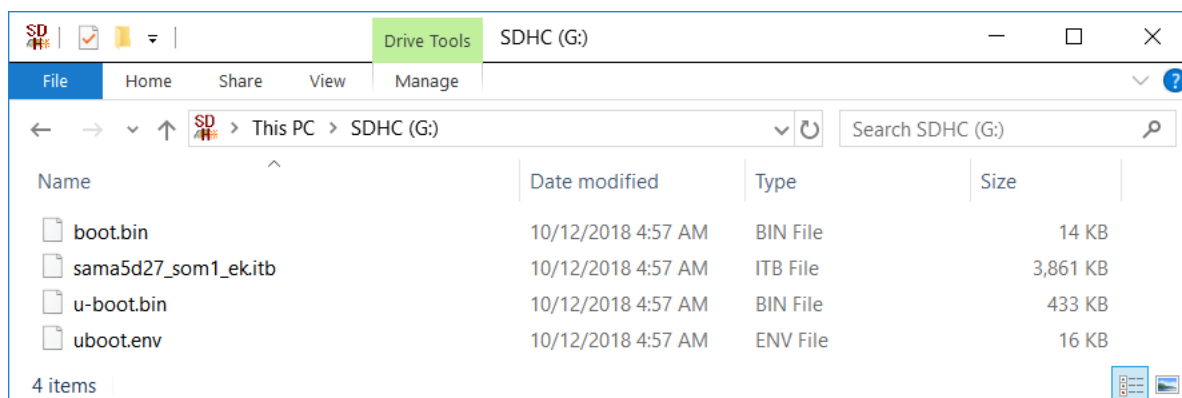 SD Drive Tools SDHC (G:)
File Home Share View Manage
SD > This PC > SDHC (G:) Search SDHC (G:)
Name Date modified Type Size
boot.bin 10/12/2018 4:57 AM BIN File 14 KB
sama5d27_som1_ek.itb 10/12/2018 4:57 AM ITB File 3,861 KB
u-boot.bin 10/12/2018 4:57 AM BIN File 433 KB
uboot.env 10/12/2018 4:57 AM ENV File 16 KB
4 items